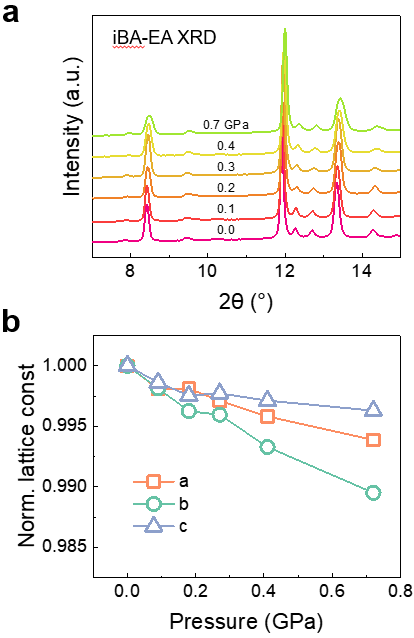 a
iBA-EA XRD
Intensity (a.u.)
0.7 GPa
0.4
0.3
0.2
0.1
0.0
8 10 12 14
2θ (°)
b
Norm. lattice const
1.000
0.995
0.990
0.985
a
b
c
0.0 0.2 0.4 0.6 0.8
Pressure (GPa)